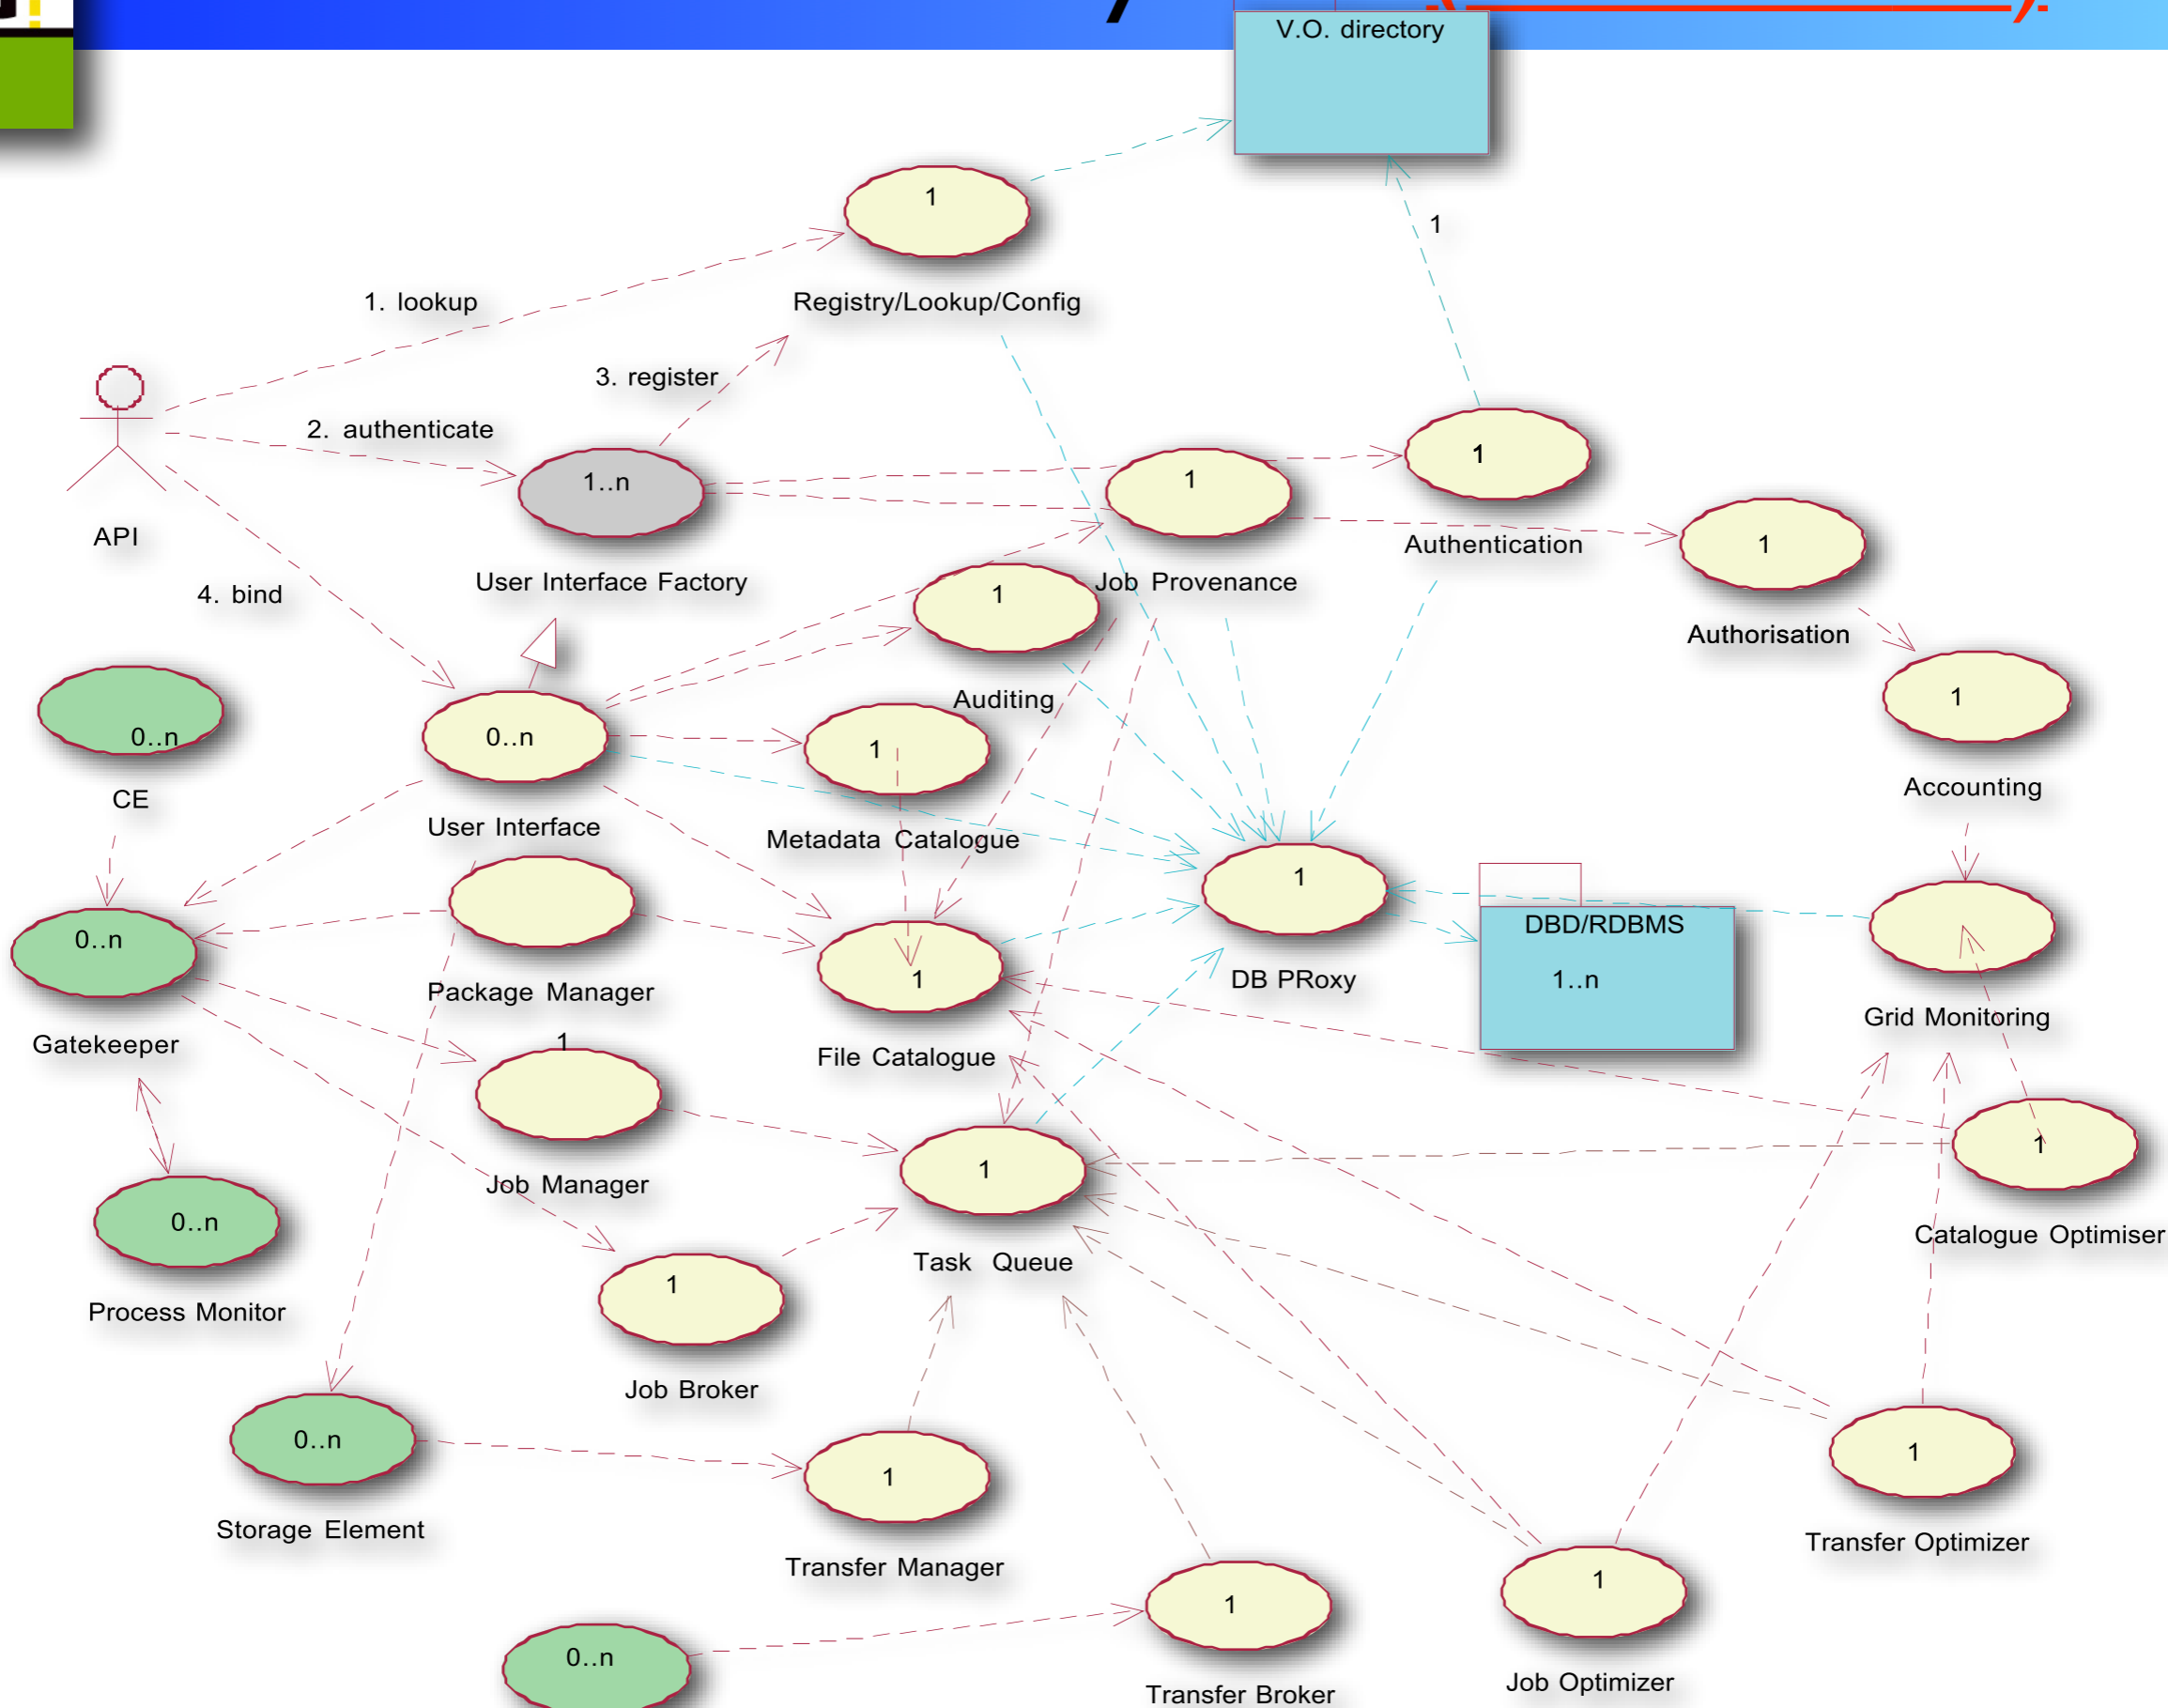 V.O. directory
1
1
1. lookup
Registry/Lookup/Config
3. register
2. authenticate
1..n
1
1
API
User Interface Factory
Job Provenance
Authentication
1
Authorisation
4. bind
1
Auditing
1
Accounting
0..n
CE
0..n
User Interface
1
Metadata Catalogue
1
DB PRoxy
DBD/RDBMS
1..n
Grid Monitoring
0..n
Gatekeeper
Package Manager
1
File Catalogue
1
Job Manager
1
Task Queue
1
Catalogue Optimiser
0..n
Process Monitor
1
Job Broker
0..n
Storage Element
1
Transfer Manager
1
Transfer Optimizer
1
Job Optimizer
1
Transfer Broker
0..n